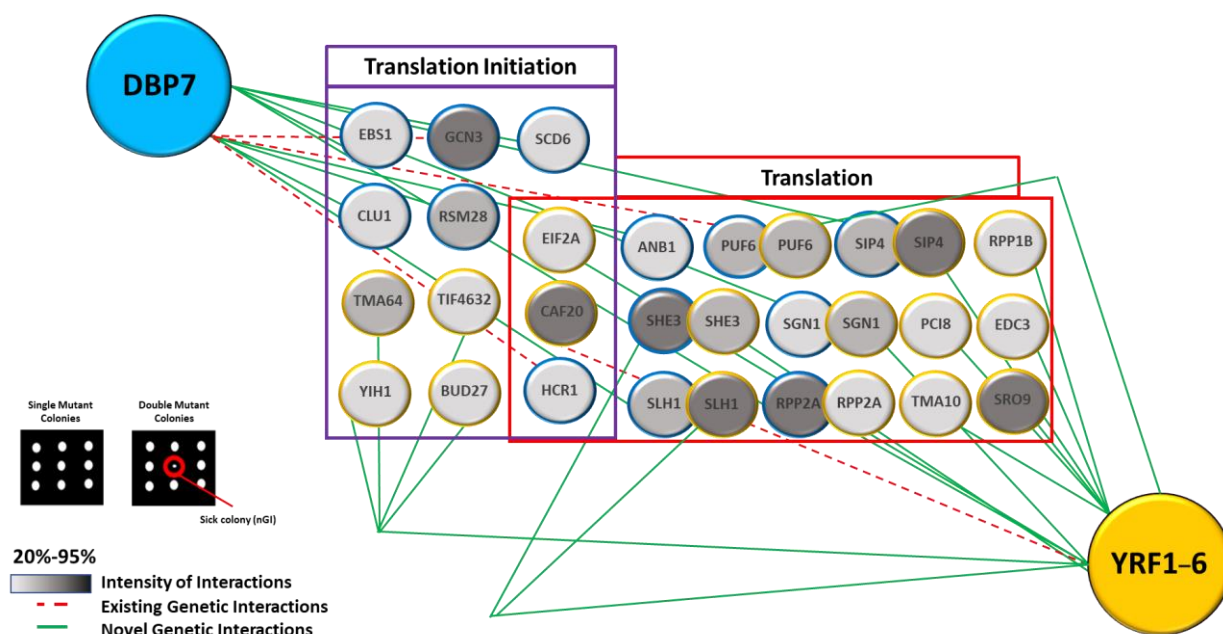 DBP7
Translation Initiation
EBS1 GCN3 SCD6
Translation
CLU1 RSM28 EIF2A ANB1 PUF6 PUF6 SIP4 SIP4 RPP1B
TMA64 TIF4632 CAF20 SHE3 SHE3 SGN1 SGN1 PCI8 EDC3
YIH1 BUD27 HCR1 SLH1 SLH1 RPP2A RPP2A TMA10 SRO9
Single Mutant
Colonies
Double Mutant
Colonies
Sick colony (nGI)
YRF1–6
20%-95%
Intensity of Interactions
Existing Genetic Interactions
Novel Genetic Interactions